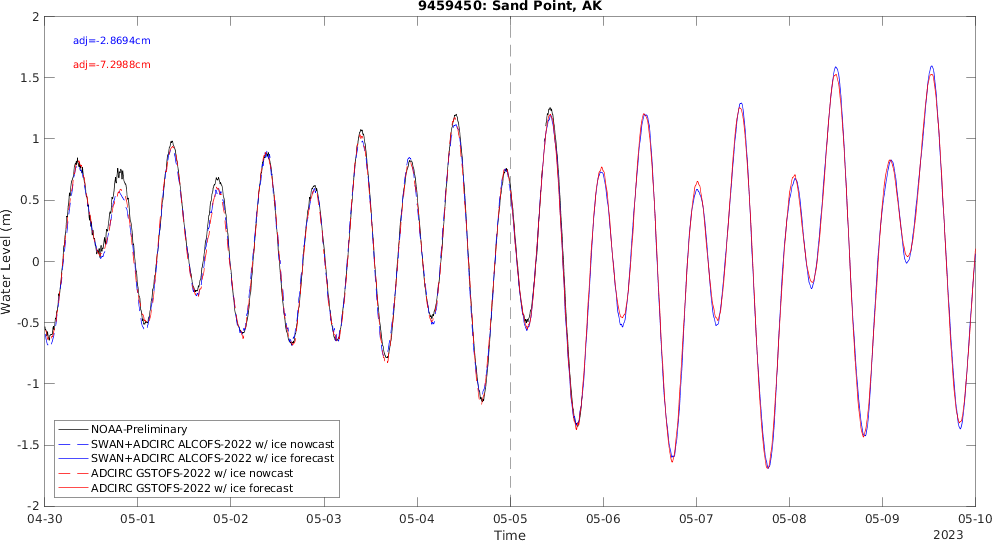 9459450: Sand Point, AK
adj=-2.8694cm
adj=-7.2988cm
Water Level (m)
2
1.5
1
0.5
0
-0.5
-1
-1.5
-2
NOAA-Preliminary
SWAN+ADCIRC ALCOFS-2022 w/ ice nowcast
SWAN+ADCIRC ALCOFS-2022 w/ ice forecast
ADCIRC GSTOFS-2022 w/ ice nowcast
ADCIRC GSTOFS-2022 w/ ice forecast
04-30 05-01 05-02 05-03 05-04 05-05 05-06 05-07 05-08 05-09 05-10
Time
2023